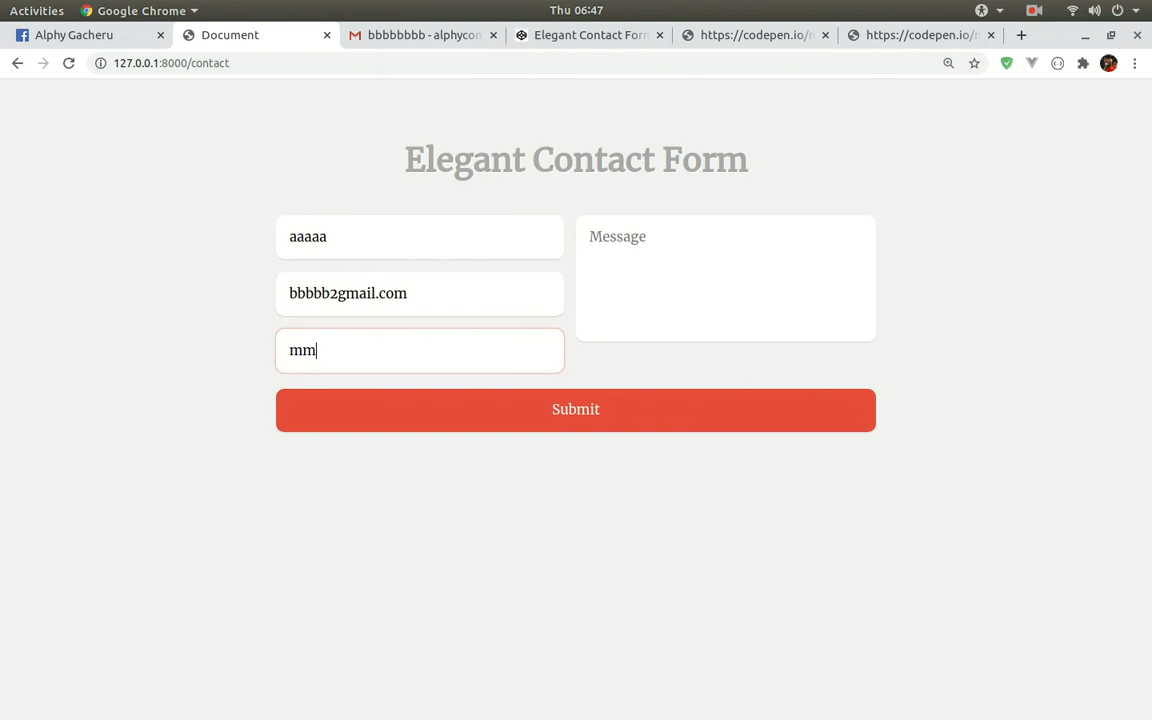 Activities Google Chrome Thu 06:47
Alphy Gacheru Document bbbbbbbbb - alphycom Elegant Contact Form https://codepen.io/n https://codepen.io/n
127.0.0.1:8000/contact
Elegant Contact Form
aaaaa
Message
bbbbb2gmail.com
mm
Submit